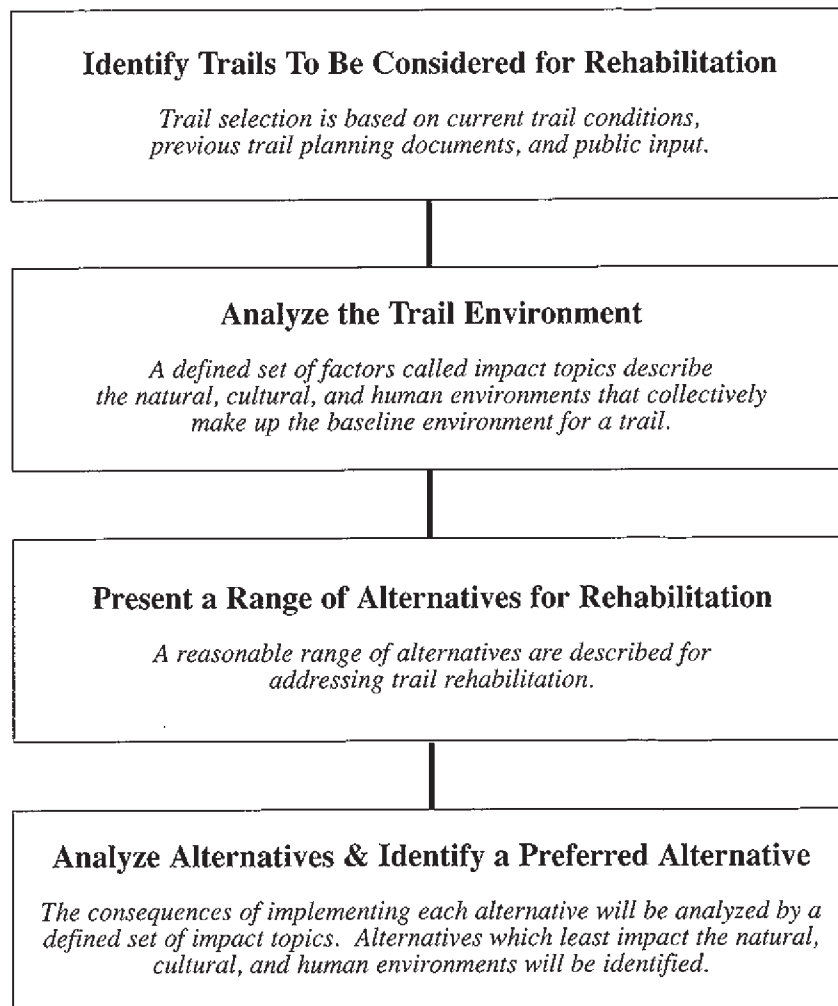 Identify Trails To Be Considered for Rehabilitation
Trail selection is based on current trail conditions,
previous trail planning documents, and public input.
Analyze the Trail Environment
A defined set of factors called impact topics describe
the natural, cultural, and human environments that collectively
make up the baseline environment for a trail.
Present a Range of Alternatives for Rehabilitation
A reasonable range of alternatives are described for
addressing trail rehabilitation.
Analyze Alternatives & Identify a Preferred Alternative
The consequences of implementing each alternative will be analyzed by a
defined set of impact topics. Alternatives which least impact the natural,
cultural, and human environments will be identified.